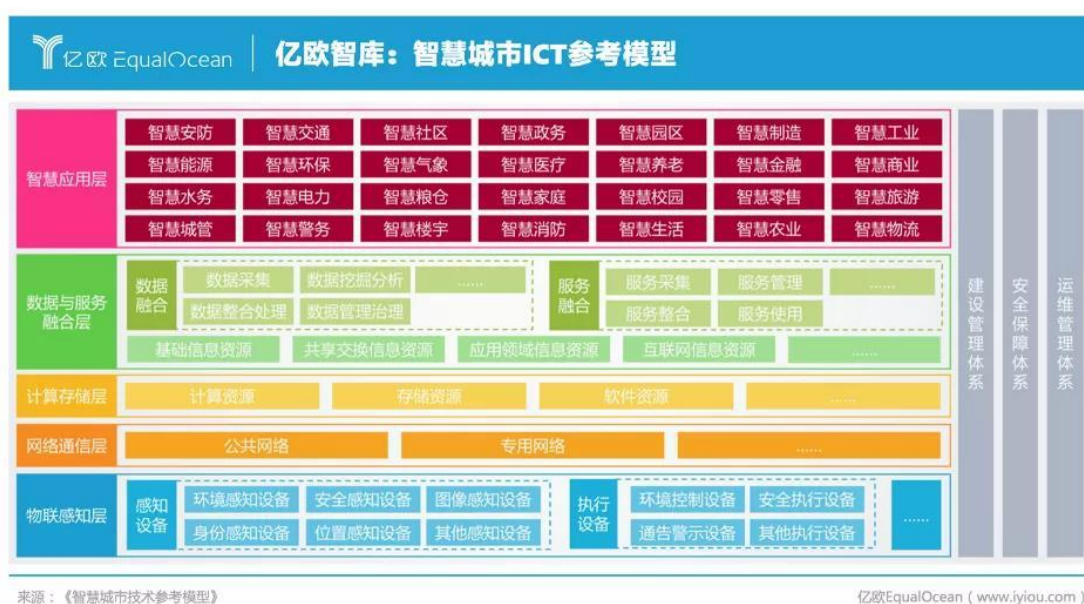 亿欧 EqualOcean
亿欧智库：智慧城市ICT参考模型
智慧应用层
智慧安防 智慧交通 智慧社区 智慧政务 智慧园区 智慧制造 智慧工业
智慧能源 智慧环保 智慧气象 智慧医疗 智慧养老 智慧金融 智慧商业
智慧水务 智慧电力 智慧粮仓 智慧家庭 智慧校园 智慧零售 智慧旅游
智慧城管 智慧警务 智慧楼宇 智慧消防 智慧生活 智慧农业 智慧物流
数据与服务
融合层
数据
融合
数据采集 数据挖掘分析 ……
数据整合处理 数据管理治理
服务
融合
服务采集 服务管理 ……
服务整合 服务使用
基础信息资源 共享交换信息资源 应用领域信息资源 互联网信息资源 ……
计算存储层
计算资源 存储资源 软件资源 ……
网络通信层
公共网络 专用网络 ……
物联感知层
感知
设备
环境感知设备 安全感知设备 图像感知设备
身份感知设备 位置感知设备 其他感知设备
执行
设备
环境控制设备 安全执行设备
通告警示设备 其他执行设备
……
建设管理体系
安全保障体系
运维管理体系
来源：《智慧城市技术参考模型》
亿欧EqualOcean（www.iyiou.com）